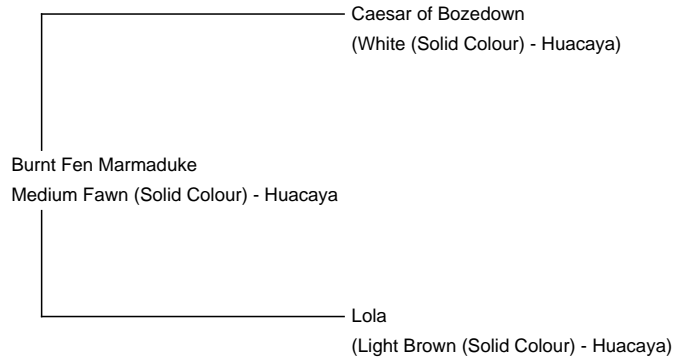 Caesar of Bozedown
(White (Solid Colour) - Huacaya)
Burnt Fen Marmaduke
Medium Fawn (Solid Colour) - Huacaya
Lola
(Light Brown (Solid Colour) - Huacaya)